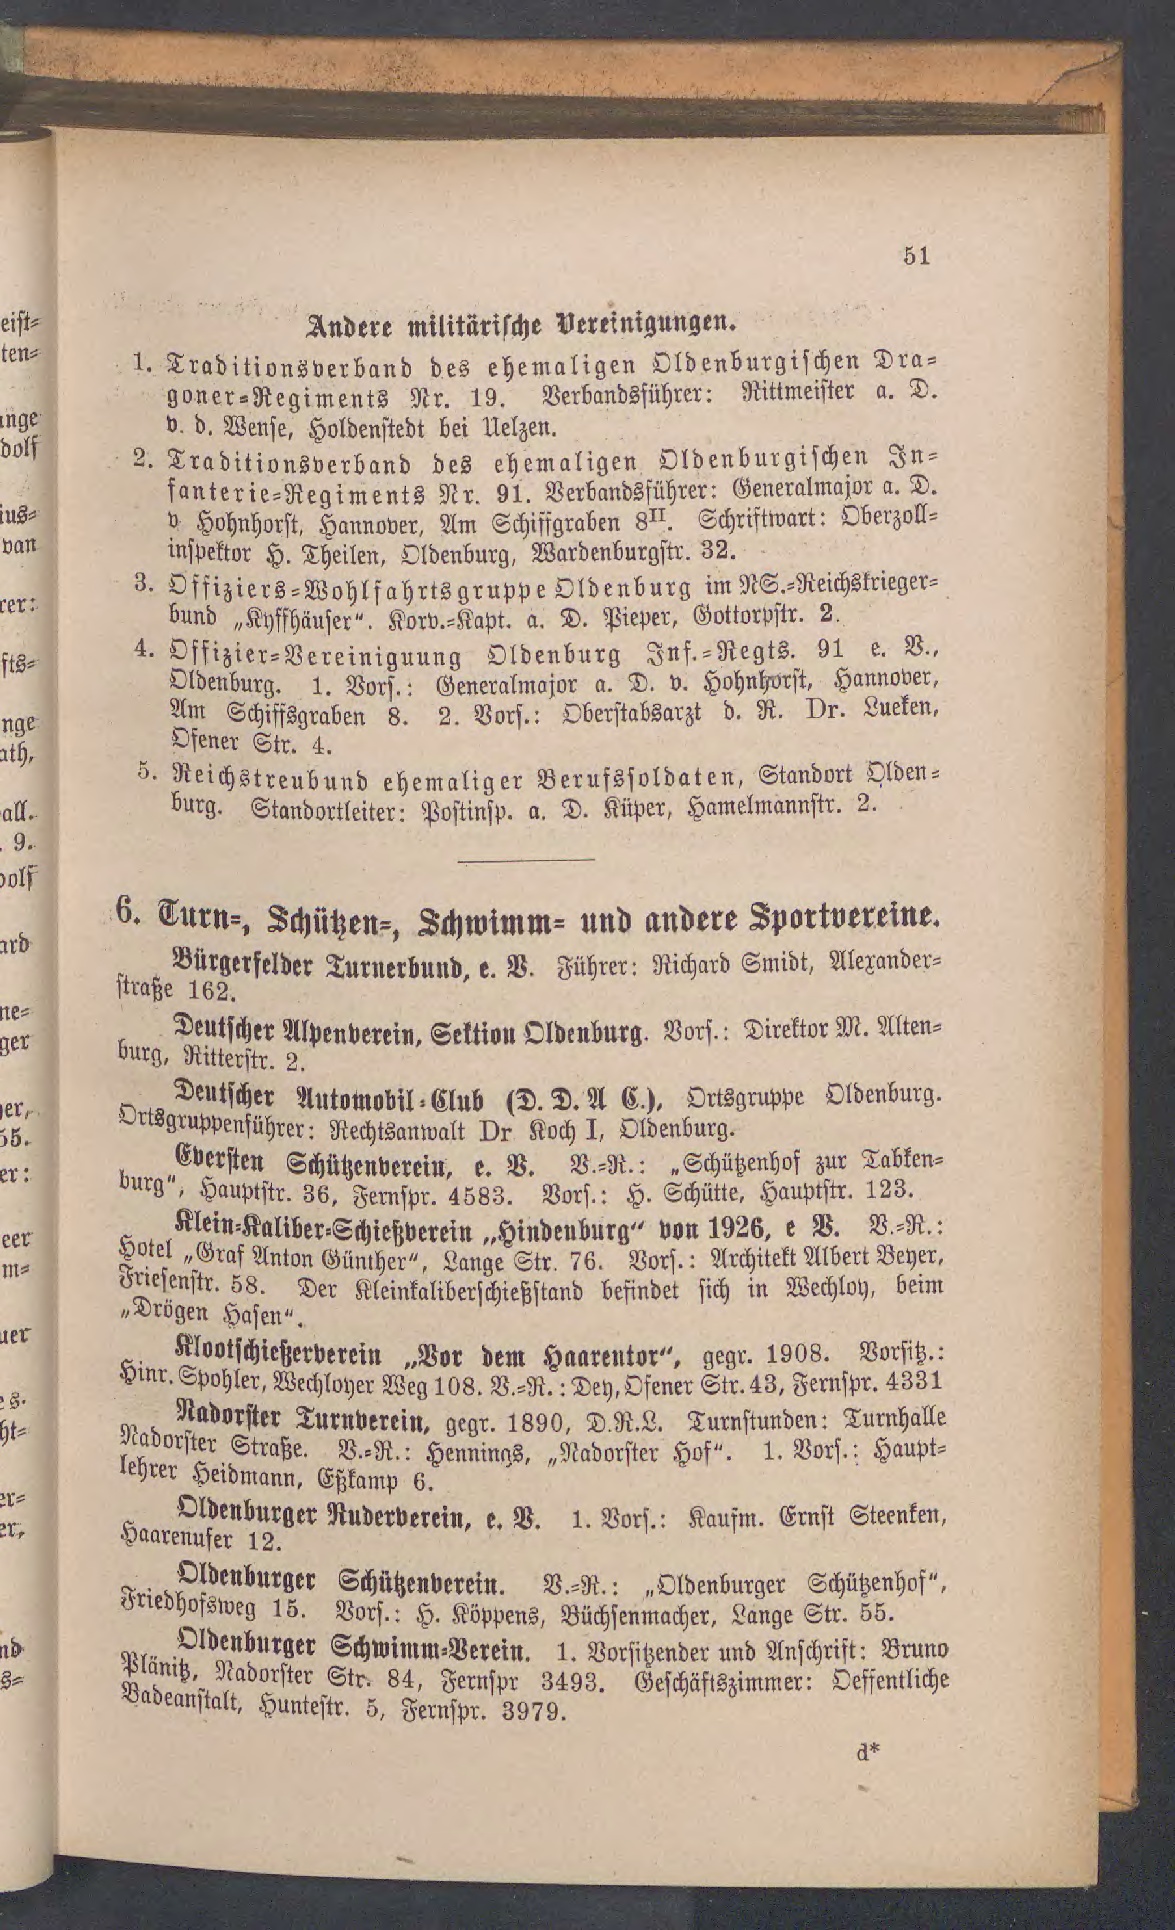 51
Andere militärische Vereinigungen.
1. Traditionsverband des ehemaligen Oldenburgischen Dra-
goner-Regiments Nr. 19. Verbandsführer: Rittmeister a. D.
v. d. Wense, Holdenstedt bei Uelzen.
2. Traditionsverband des ehemaligen Oldenburgischen In-
fanterie-Regiments Nr. 91. Verbandsführer: Generalmajor a. D.
v Hohnhorst, Hannover, Am Schiffgraben 8II. Schriftwart: Oberzoll-
inspektor H. Theilen, Oldenburg, Wardenburgstr. 32.
3. Offiziers-Wohlfahrtsgruppe Oldenburg im NS.-Reichskrieger-
bund „Kyffhäuser“. Korv.-Kapt. a. D. Pieper, Gottorpstr. 2.
4. Offizier-Vereiniguung Oldenburg Inf.-Regts. 91 e. V.,
Oldenburg. 1. Vors.: Generalmajor a. D. v. Hohnhorst, Hannover,
Am Schiffsgraben 8. 2. Vors.: Oberstabsarzt d. R. Dr. Lueken,
Ofener Str. 4.
5. Reichstreubund ehemaliger Berufssoldaten, Standort Olden-
burg. Standortleiter: Postinsp. a. D. Küper, Hamelmannstr. 2.
6. Turn-, Schützen-, Schwimm- und andere Sportvereine.
Bürgerfelder Turnerbund, e. V. Führer: Richard Smidt, Alexander-
straße 162.
Deutscher Alpenverein, Sektion Oldenburg. Vors.: Direktor M. Alten-
burg, Ritterstr. 2.
Deutscher Automobil-Club (D. D. A C.), Ortsgruppe Oldenburg.
Ortsgruppenführer: Rechtsanwalt Dr Koch I, Oldenburg.
Eversten Schützenverein, e. V. V.-R.: „Schützenhof zur Tabken-
burg“, Hauptstr. 36, Fernspr. 4583. Vors.: H. Schütte, Hauptstr. 123.
Klein-Kaliber-Schießverein „Hindenburg“ von 1926, e V. V.-R.:
Hotel „Graf Anton Günther“, Lange Str. 76. Vors.: Architekt Albert Beyer,
Friesenstr. 58. Der Kleinkaliberschießstand befindet sich in Wechloy, beim
„Drögen Hasen“.
Klootschießerverein „Vor dem Haarentor“, gegr. 1908. Vorsitz.:
Hinr. Spohler, Wechloyer Weg 108. V.-R.: Dey, Ofener Str. 43, Fernspr. 4331
Nadorster Turnverein, gegr. 1890, D.R.L. Turnstunden: Turnhalle
Nadorster Straße. V.-R.: Hennings, „Nadorster Hof“. 1. Vors.: Haupt-
lehrer Heidmann, Eßkamp 6.
Oldenburger Ruderverein, e. V. 1. Vors.: Kaufm. Ernst Steenken,
Haarenufer 12.
Oldenburger Schützenverein. V.-R.: „Oldenburger Schützenhof“,
Friedhofsweg 15. Vors.: H. Köppens, Büchsenmacher, Lange Str. 55.
Oldenburger Schwimm-Verein. 1. Vorsitzender und Anschrift: Bruno
Plänitz, Nadorster Str. 84, Fernspr 3493. Geschäftszimmer: Oeffentliche
Badeanstalt, Huntestr. 5, Fernspr. 3979.
d*